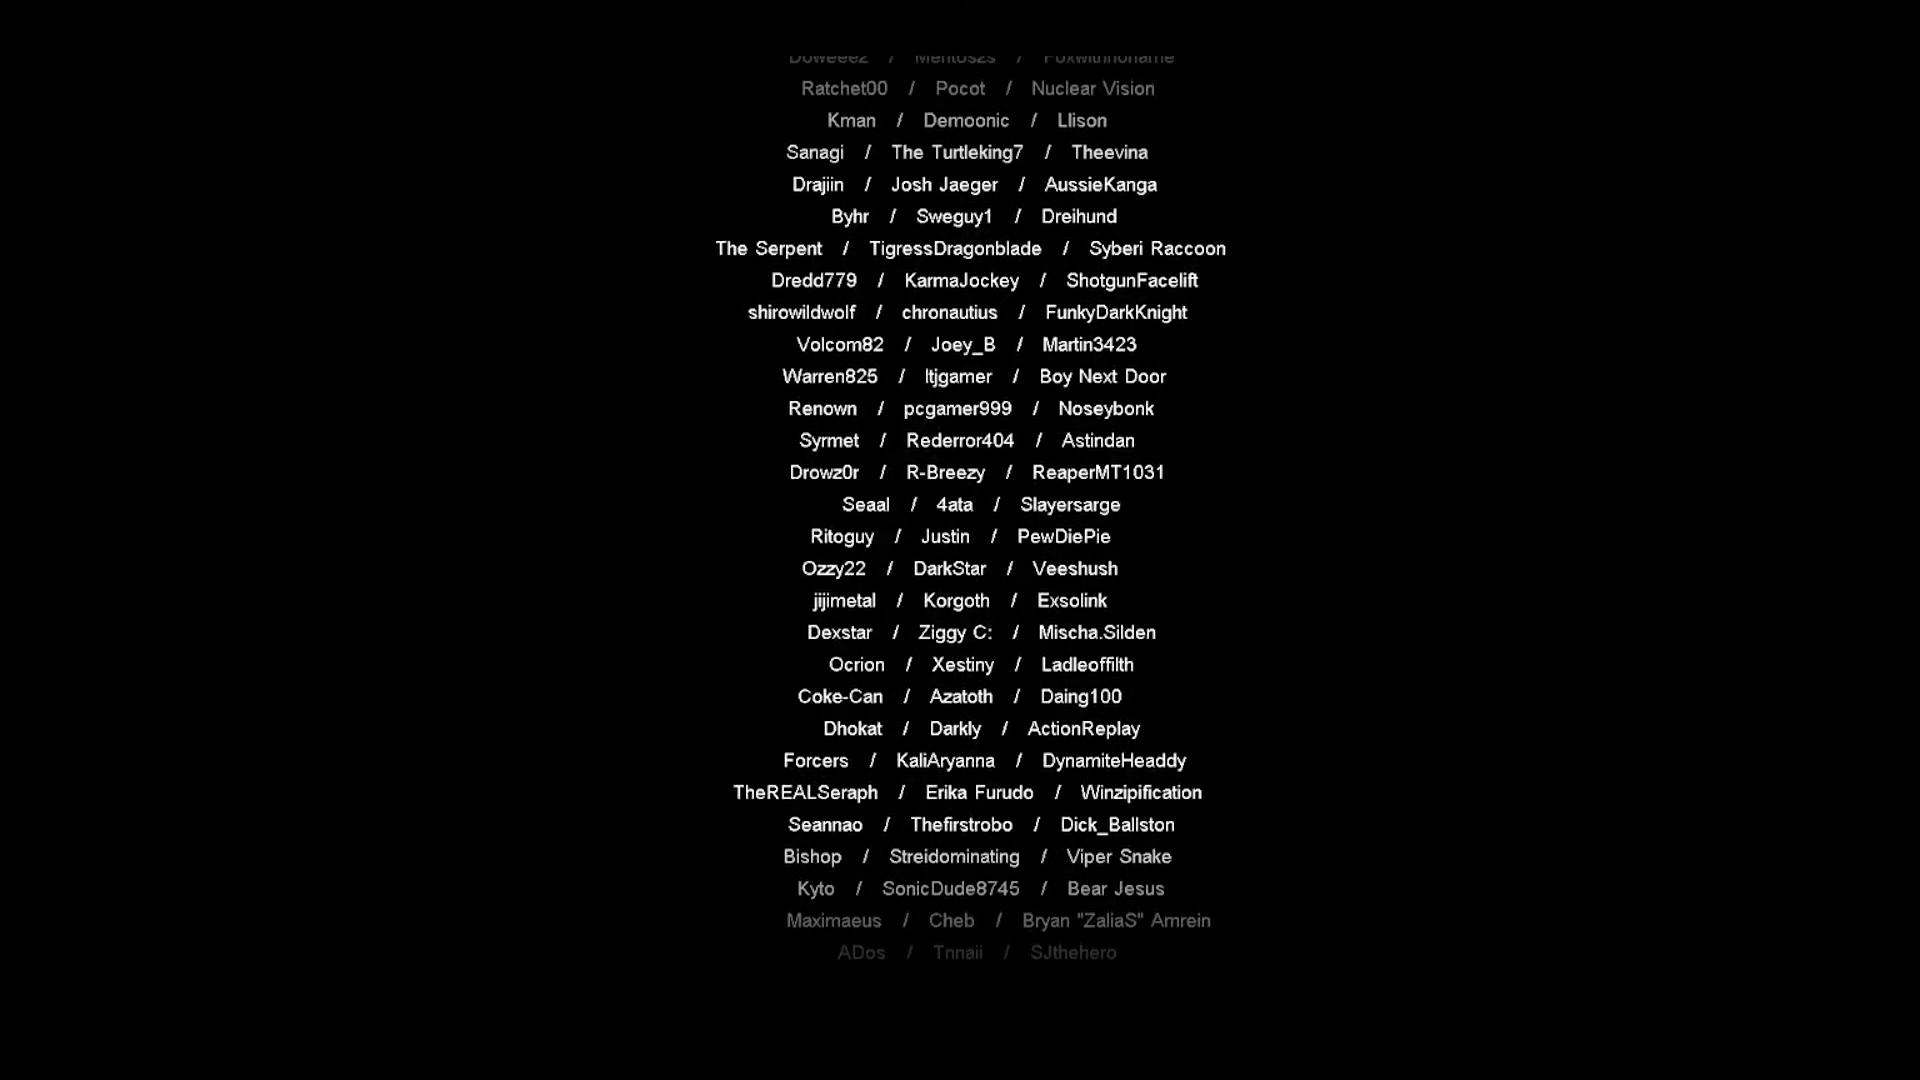 Doweee2 / Mentos2s / Foxwithnoname
Ratchet00 / Pocot / Nuclear Vision
Kman / Demoonic / Llison
Sanagi / The Turtleking7 / Theevina
Drajiin / Josh Jaeger / AussieKanga
Byhr / Sweguy1 / Dreihund
The Serpent / TigressDragonblade / Syberi Raccoon
Dredd779 / KarmaJockey / ShotgunFacelift
shirowildwolf / chronautius / FunkyDarkKnight
Volcom82 / Joey_B / Martin3423
Warren825 / ltjgamer / Boy Next Door
Renown / pcgamer999 / Noseybonk
Syrmet / Rederror404 / Astindan
Drowz0r / R-Breezy / ReaperMT1031
Seaal / 4ata / Slayersarge
Ritoguy / Justin / PewDiePie
Ozzy22 / DarkStar / Veeshush
jijimetal / Korgoth / Exsolink
Dexstar / Ziggy C: / Mischa.Silden
Ocrion / Xestiny / Ladleoffilth
Coke-Can / Azatoth / Daing100
Dhokat / Darkly / ActionReplay
Forcers / KaliAryanna / DynamiteHeaddy
TheREALSeraph / Erika Furudo / Winzipification
Seannao / Thefirstrobo / Dick_Ballston
Bishop / Streidominating / Viper Snake
Kyto / SonicDude8745 / Bear Jesus
Maximaeus / Cheb / Bryan "ZaliaS" Amrein
ADos / Tnnaii / SJthehero